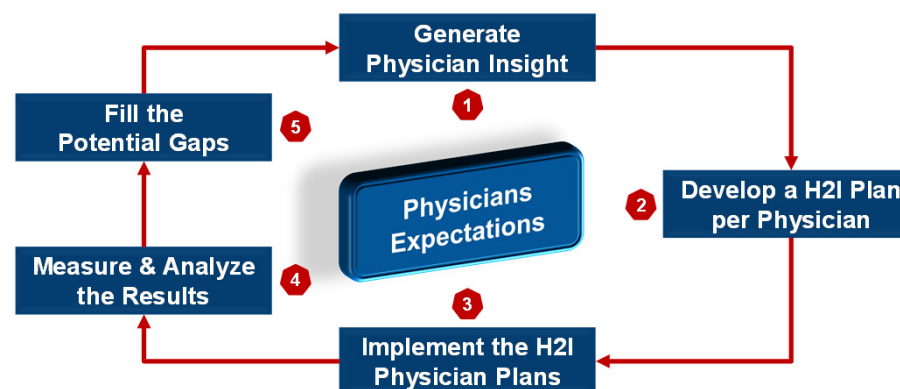 Generate
Physician Insight
1
Develop a H2I Plan
per Physician
2
Implement the H2I
Physician Plans
3
Measure & Analyze
the Results
4
Fill the
Potential Gaps
5
Physicians
Expectations